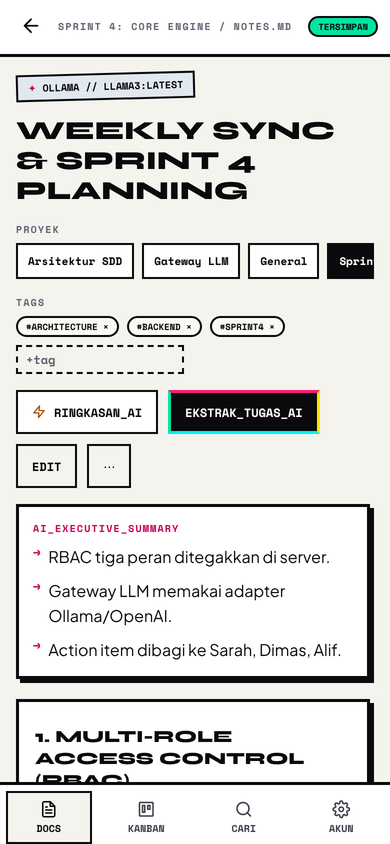 SPRINT 4: CORE ENGINE / NOTES.MD
TERSIMPAN
OLLAMA // LLAMA3:LATEST
WEEKLY SYNC
& SPRINT 4
PLANNING
PROYEK
Arsitektur SDD
Gateway LLM
General
Sprin
TAGS
#ARCHITECTURE ×
#BACKEND ×
#SPRINT4 ×
+tag
RINGKASAN_AI
EKSTRAK_TUGAS_AI
EDIT
...
AI_EXECUTIVE_SUMMARY
→ RBAC tiga peran ditegakkan di server.
→ Gateway LLM memakai adapter
Ollama/OpenAI.
→ Action item dibagi ke Sarah, Dimas, Alif.
1. MULTI-ROLE
ACCESS CONTROL
(RBAC)
DOCS
KANBAN
CARI
AKUN